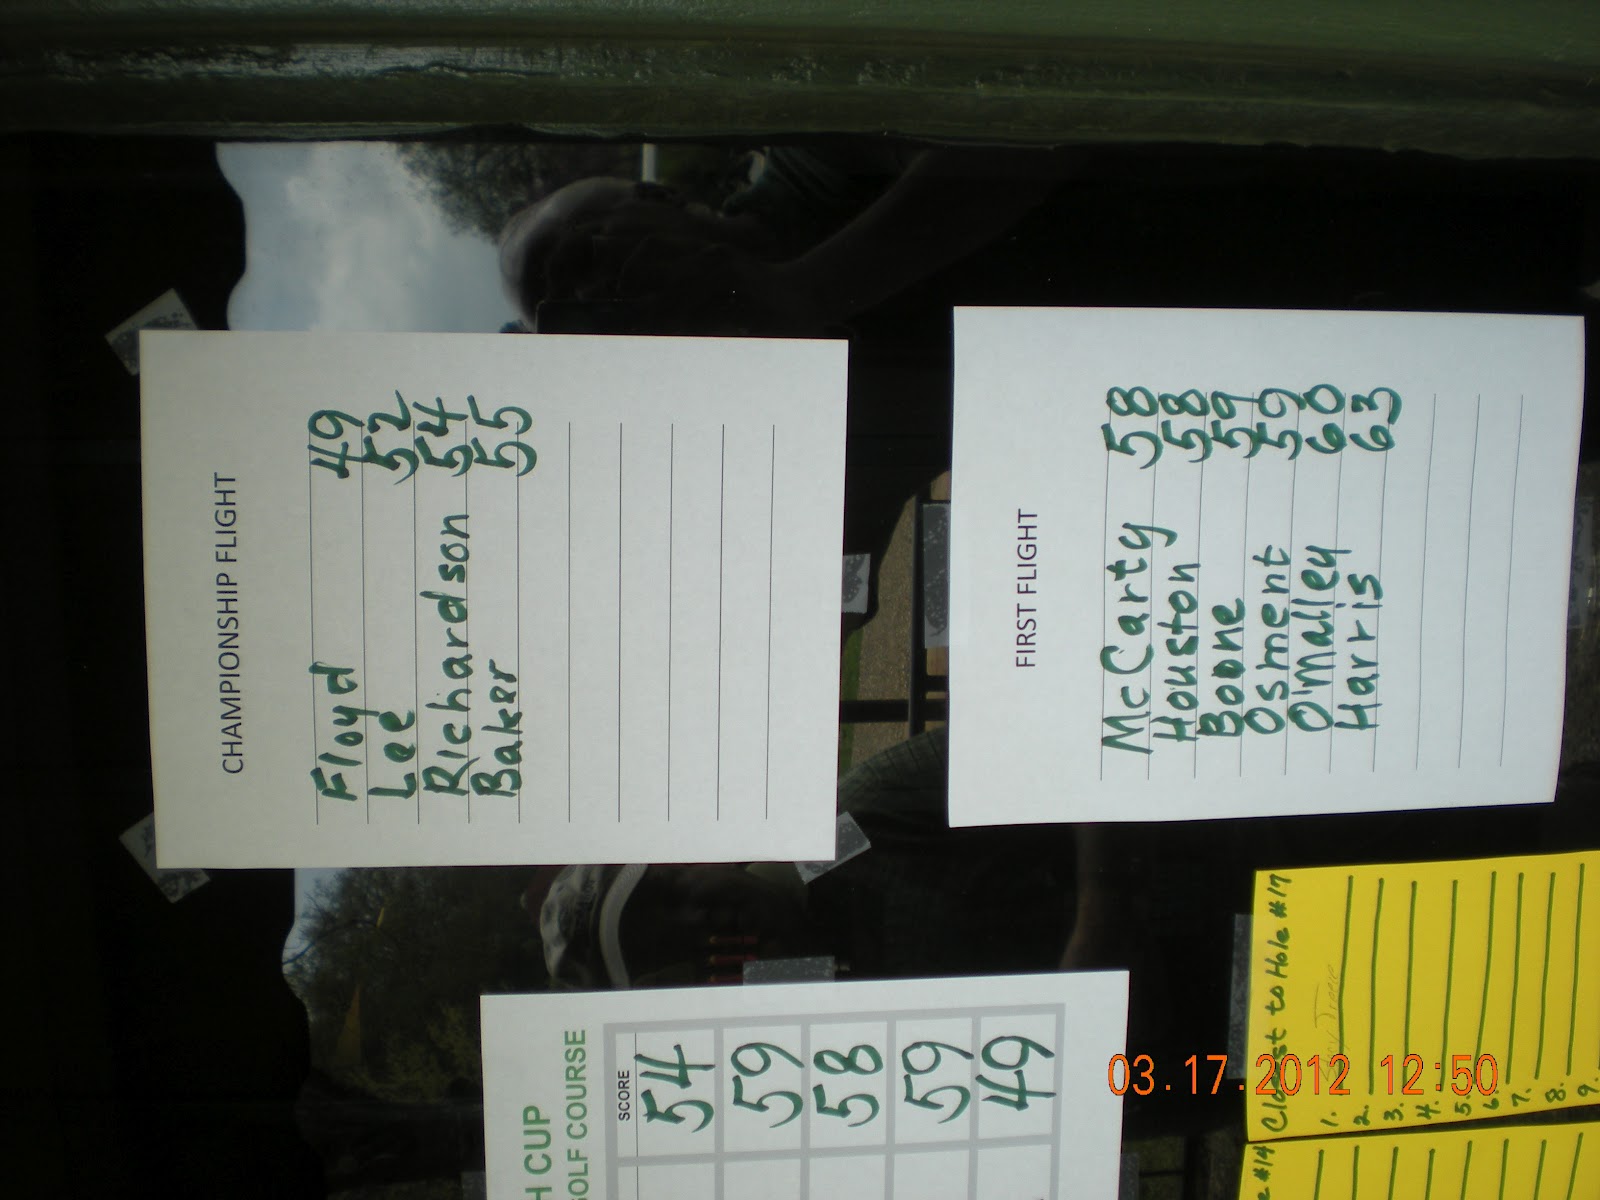 CHAMPIONSHIP FLIGHT
Floyd 49
Lee 52
Richardson 54
Baker 55
FIRST FLIGHT
McCarty 58
Houston 58
Boone 59
Osment 59
O'Malley 60
Harris 63
H CUP
OLF COURSE
SCORE
54
59
58
59
49
e #14
Closest to Hole #17
1.
2.
3.
4.
5.
6.
7.
8.
9.
03.17.2012 12:50